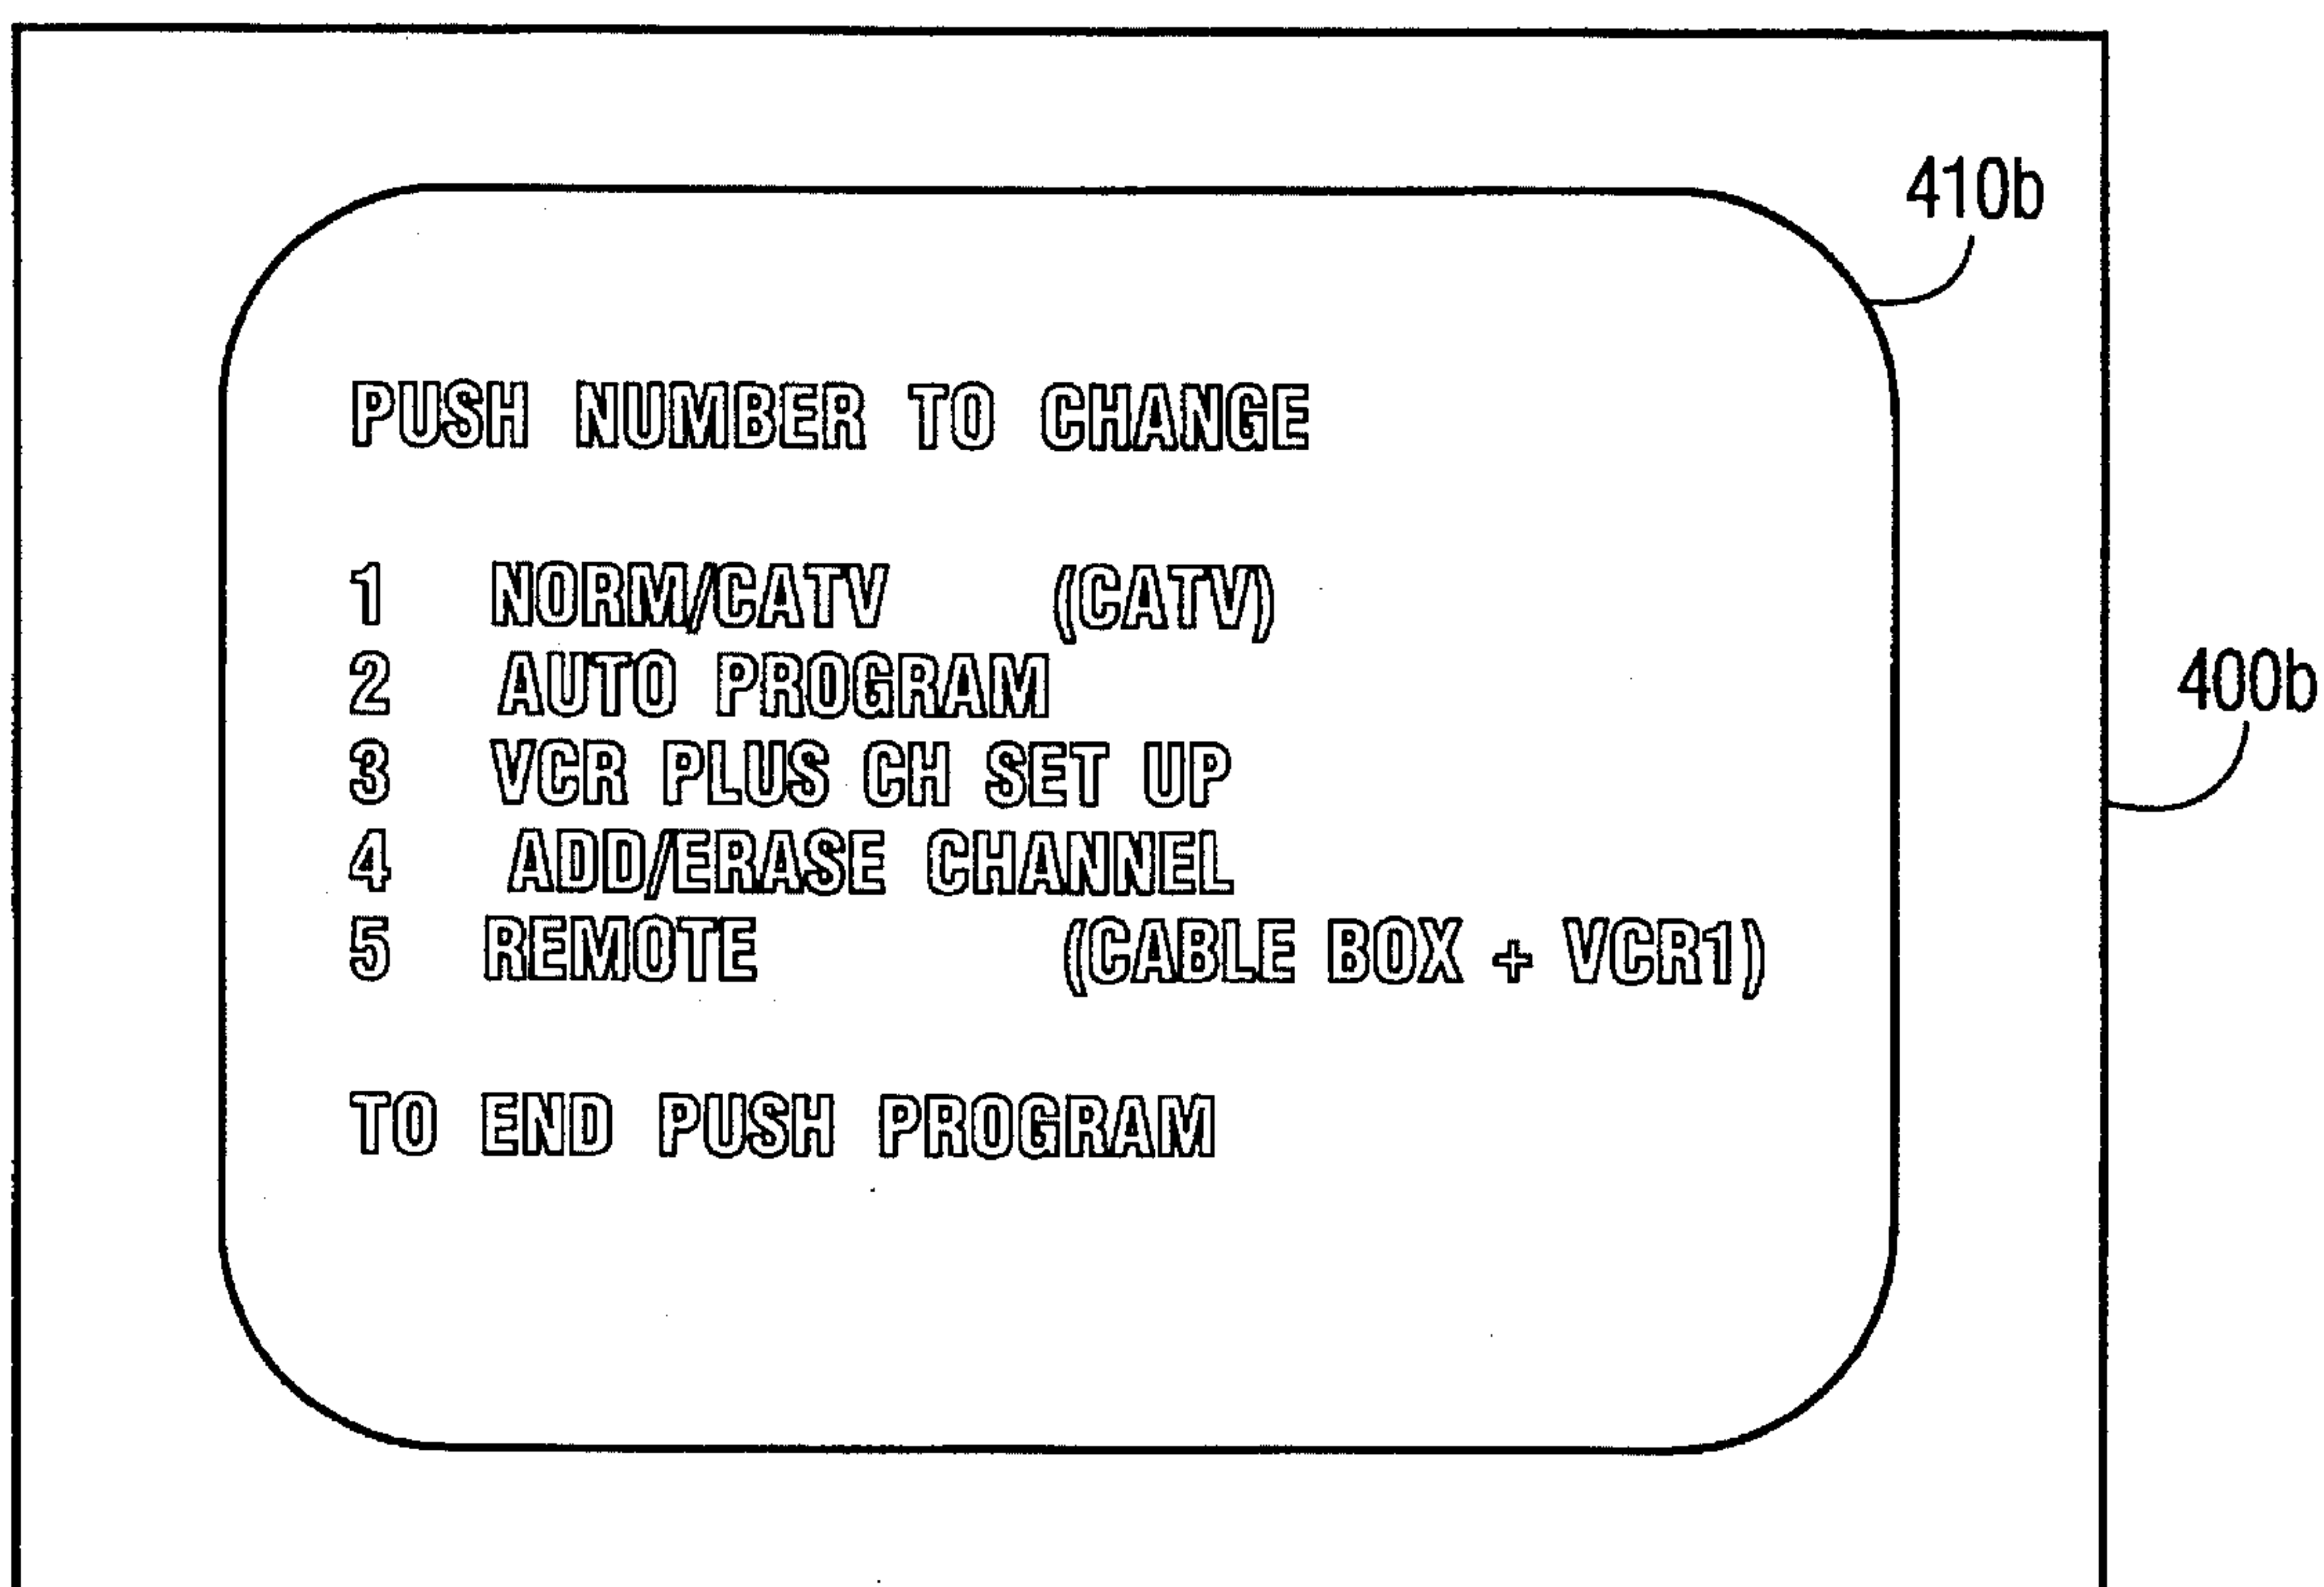 410b
PUSH NUMBER TO CHANGE
1 NORM/CATV (CATV)
2 AUTO PROGRAM
3 VCR PLUS CH SET UP
4 ADD/ERASE CHANNEL
5 REMOTE (CABLE BOX + VCR1)
TO END PUSH PROGRAM
400b